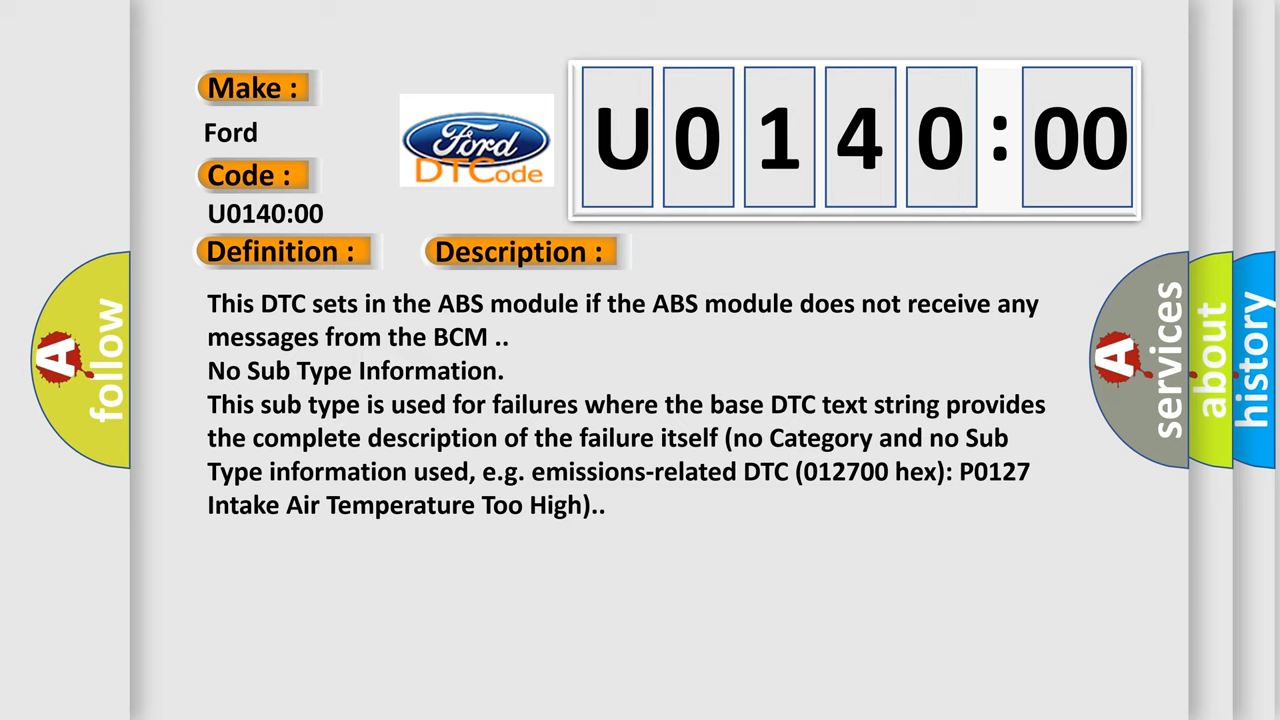 Make :
Ford
Code :
U0140:00
Ford
DTCode
U0140:00
Definition :
Description :
This DTC sets in the ABS module if the ABS module does not receive any
messages from the BCM ..
No Sub Type Information.
This sub type is used for failures where the base DTC text string provides
the complete description of the failure itself (no Category and no Sub
Type information used, e.g. emissions-related DTC (012700 hex): P0127
Intake Air Temperature Too High)..
A
follow
A
services
about
history